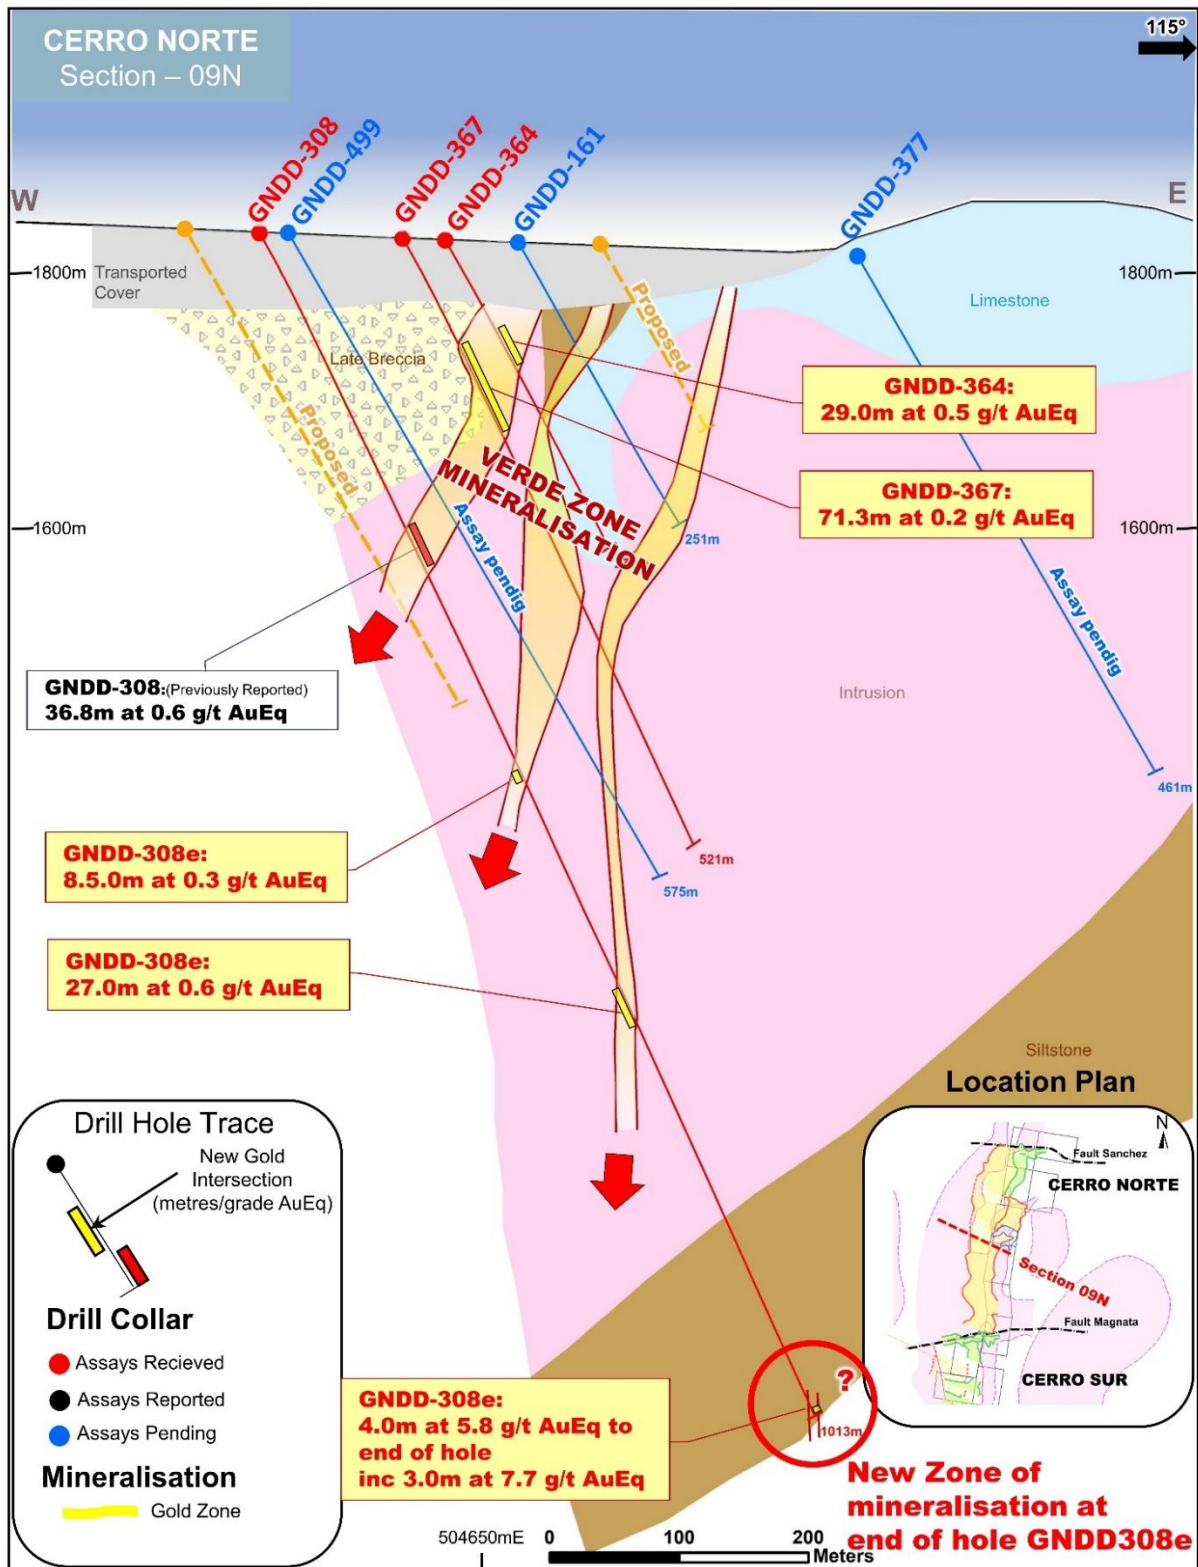 CERRO NORTE
Section – 09N
115°
W
E
GNDD-308
GNDD-499
GNDD-367
GNDD-364
GNDD-161
GNDD-377
1800m
1800m
Transported
Cover
Limestone
Late Breccia
Proposed
Proposed
GNDD-364:
29.0m at 0.5 g/t AuEq
GNDD-367:
71.3m at 0.2 g/t AuEq
VERDE ZONE
MINERALISATION
1600m
1600m
251m
Assay pendig
Assay pendig
GNDD-308:(Previously Reported)
36.8m at 0.6 g/t AuEq
Intrusion
461m
521m
575m
GNDD-308e:
8.5.0m at 0.3 g/t AuEq
GNDD-308e:
27.0m at 0.6 g/t AuEq
Siltstone
Location Plan
N
Fault Sanchez
CERRO NORTE
Section 09N
Fault Magnata
CERRO SUR
Drill Hole Trace
New Gold
Intersection
(metres/grade AuEq)
Drill Collar
Assays Recieved
Assays Reported
Assays Pending
Mineralisation
Gold Zone
GNDD-308e:
4.0m at 5.8 g/t AuEq to
end of hole
inc 3.0m at 7.7 g/t AuEq
?
1013m
New Zone of
mineralisation at
end of hole GNDD308e
504650mE
0
100
200
Meters